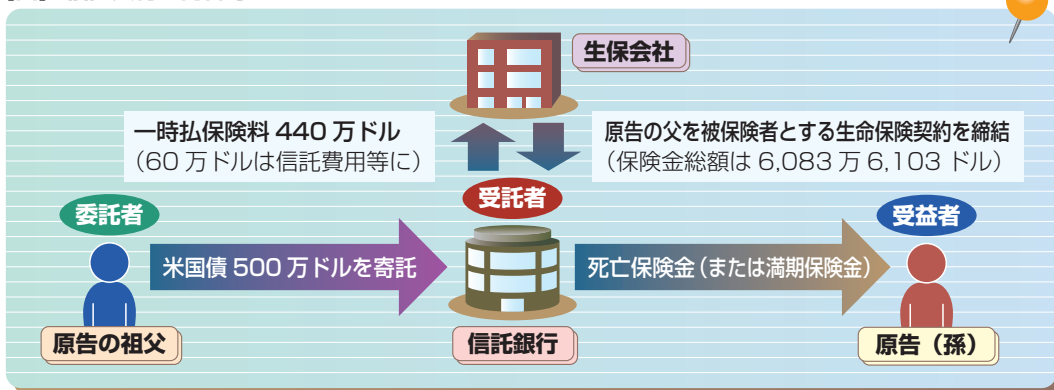 生保会社
一時払保険料 440 万ドル
（60 万ドルは信託費用等に）
原告の父を被保険者とする生命保険契約を締結
（保険金総額は 6,083 万 6,103 ドル）
委託者
受託者
受益者
米国債 500 万ドルを寄託
死亡保険金（または満期保険金）
原告の祖父
信託銀行
原告（孫）